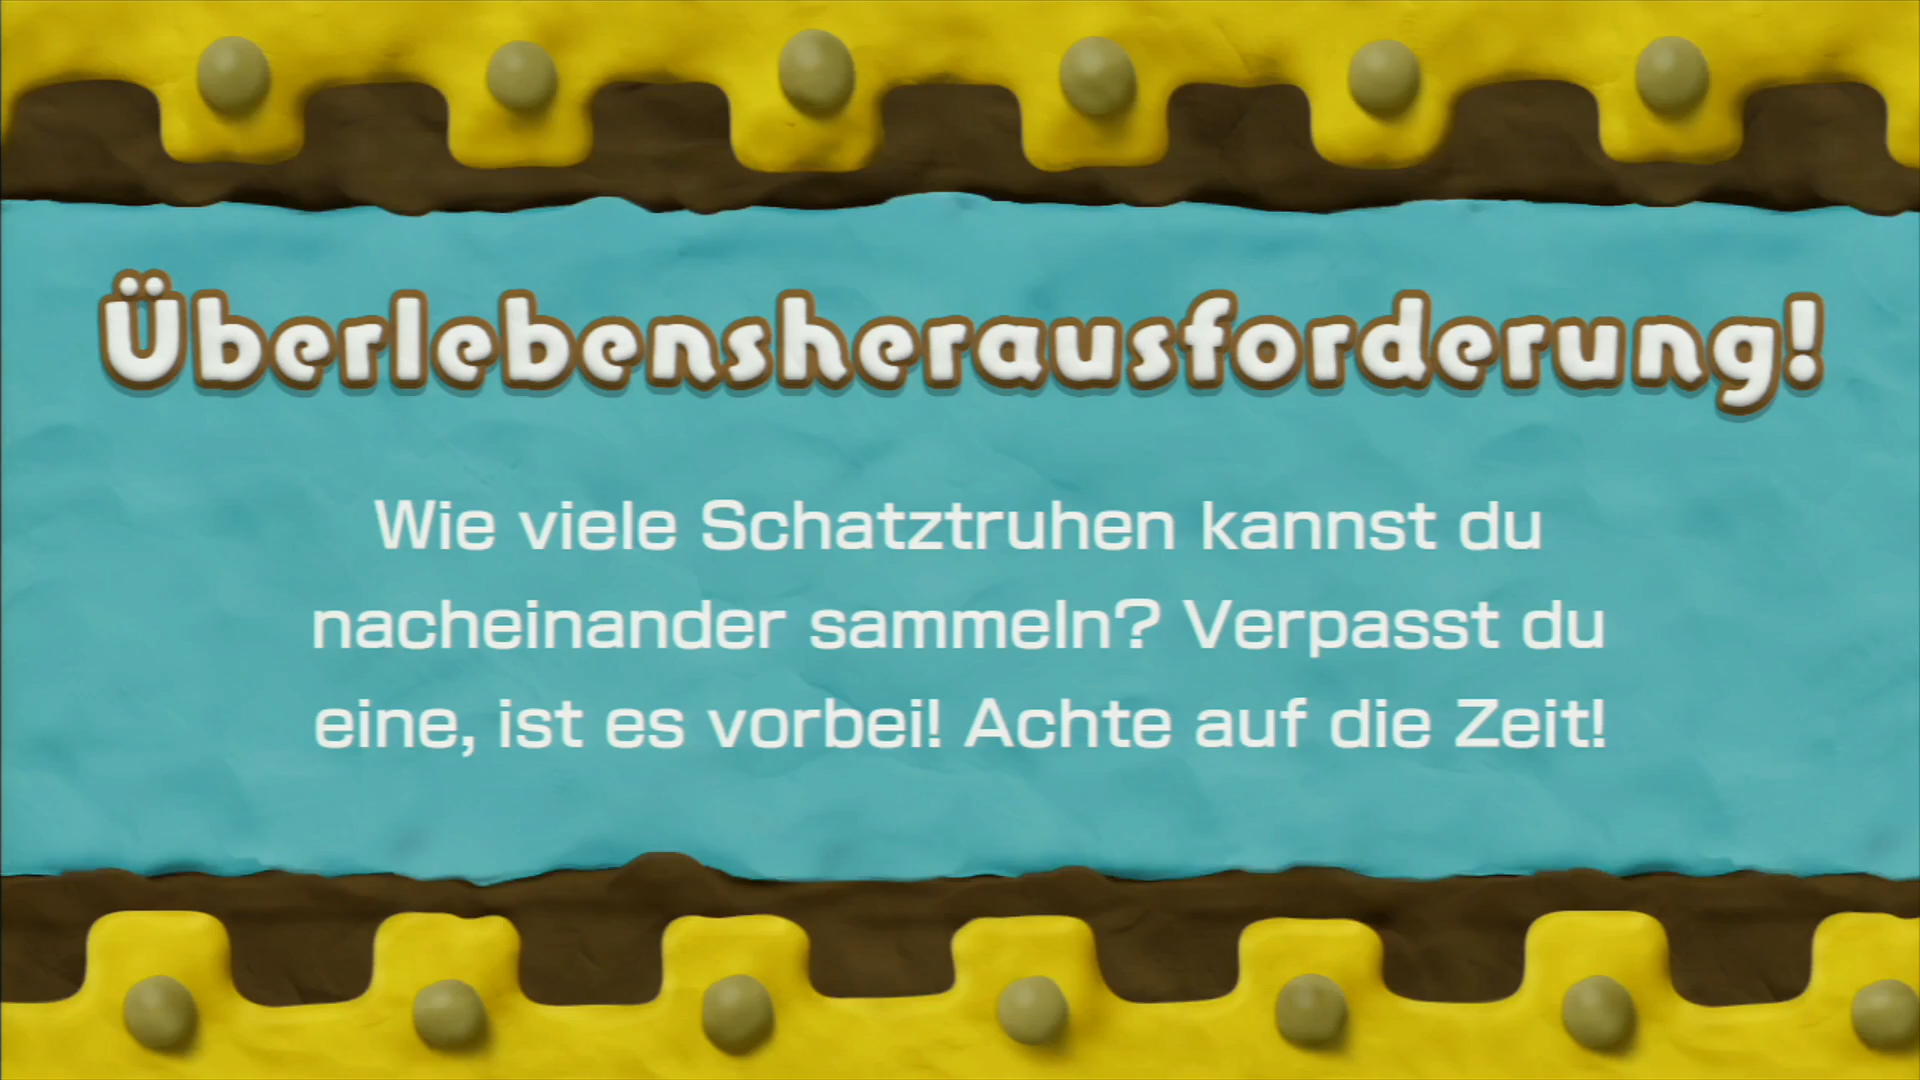 Überlebensherausforderung!
Wie viele Schatztruhen kannst du
nacheinander sammeln? Verpasst du
eine, ist es vorbei! Achte auf die Zeit!